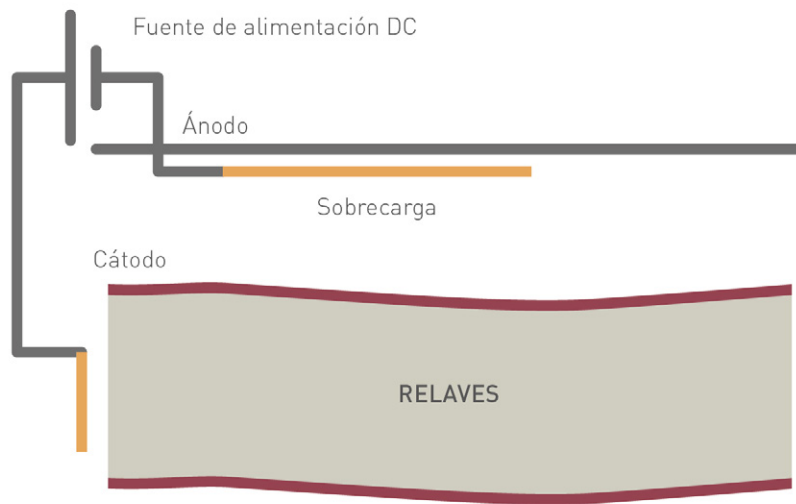 Fuente de alimentación DC
Ánodo
Sobrecarga
Cátodo
RELAVES